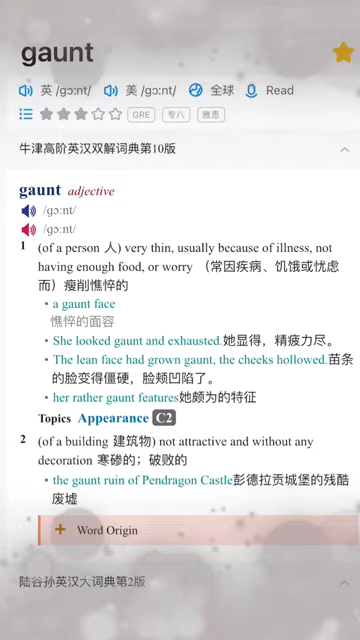 gaunt
英 /ɡɔːnt/ 美 /ɡɔːnt/ 全球 Read
GRE 专八 雅思
牛津高阶英汉双解词典第10版
gaunt adjective
/ɡɔːnt/
/ɡɔːnt/
1 (of a person 人) very thin, usually because of illness, not
having enough food, or worry （常因疾病、饥饿或忧虑
而）瘦削憔悴的
• a gaunt face
憔悴的面容
• She looked gaunt and exhausted.她显得，精疲力尽。
• The lean face had grown gaunt, the cheeks hollowed.苗条
的脸变得僵硬，脸颊凹陷了。
• her rather gaunt features她颇为的特征
Topics Appearance C2
2 (of a building 建筑物) not attractive and without any
decoration 寒碜的；破败的
• the gaunt ruin of Pendragon Castle彭德拉贡城堡的残酷
废墟
+ Word Origin
陆谷孙英汉大词典第2版